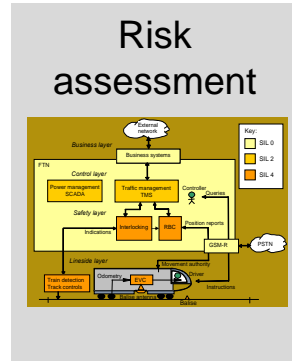 Risk
assessment
External
network
Key:
SIL 0
SIL 2
SIL 4
Business layer
Business systems
FTN
Control layer
Power management
SCADA
Traffic management
TMS
Controller
Queries
Safety layer
Interlocking
RBC
Position reports
Indications
GSM-R
PSTN
Lineside layer
Movement authority
Train detection
Track controls
Odometry
EVC
Driver
Instructions
Balise antenna
Balise